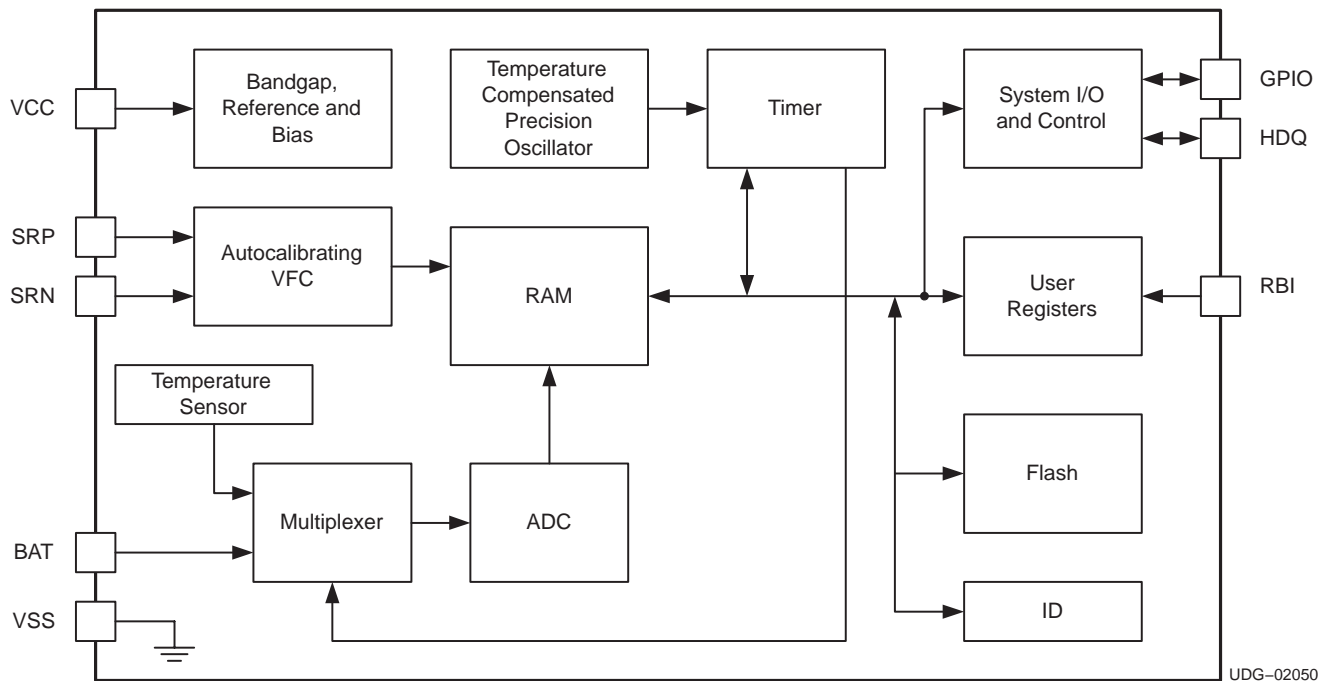 Bandgap,
Reference and
Bias
Temperature
Compensated
Precision
Oscillator
Timer
System I/O
and Control
GPIO
HDQ
VCC
SRP
SRN
Autocalibrating
VFC
RAM
User
Registers
RBI
Temperature
Sensor
Multiplexer
ADC
Flash
BAT
VSS
ID
UDG–02050